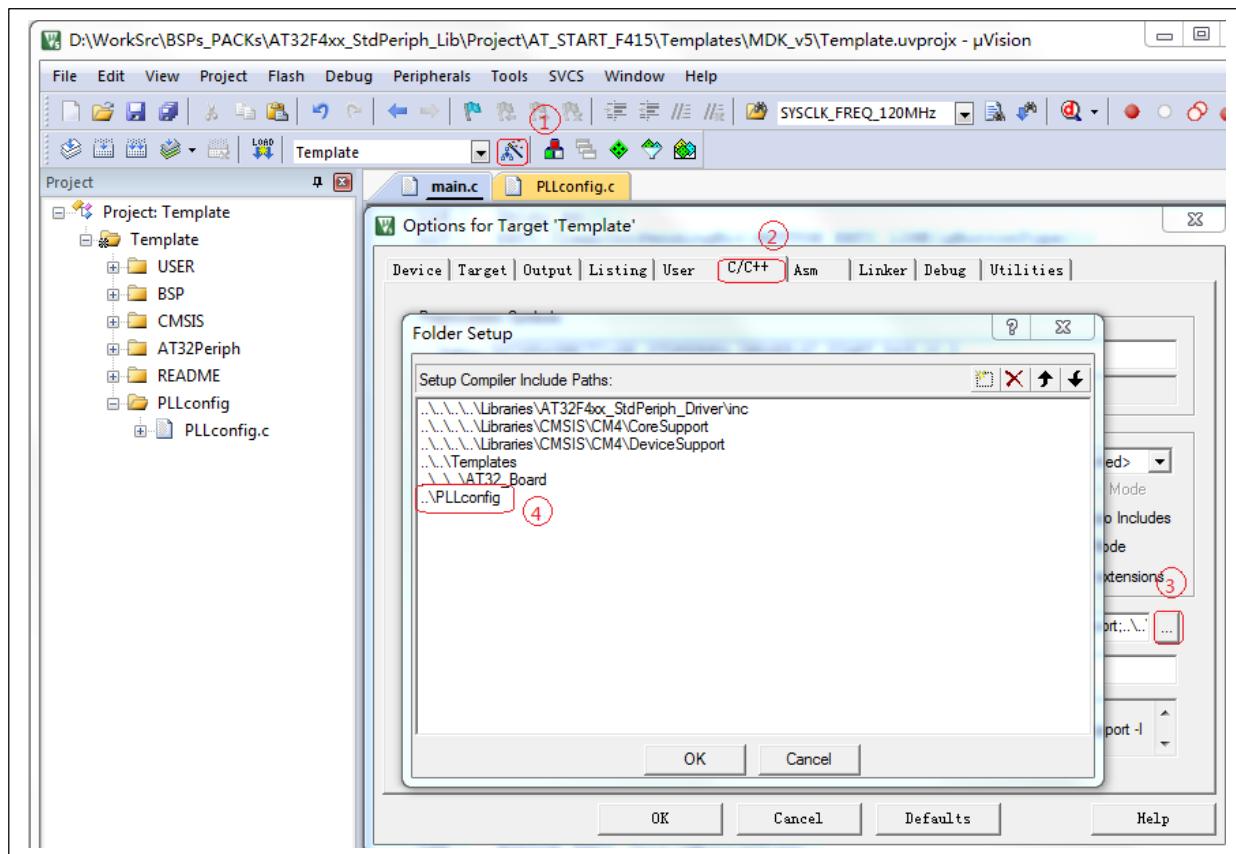 D:\WorkSrc\BSPs_PACKs\AT32F4xx_StdPeriph_Lib\Project\AT_START_F415\Templates\MDK_v5\Template.uvprojx - µVision
File Edit View Project Flash Debug Peripherals Tools SVCS Window Help
1 SYSCLK_FREQ_120MHz
LOAD Template
Project main.c PLLconfig.c
Project: Template
Options for Target 'Template'
2
Template
USER
Device Target Output Listing User C/C++ Asm Linker Debug Utilities
BSP
CMSIS
Folder Setup
AT32Periph
README
Setup Compiler Include Paths:
PLLconfig
PLLconfig.c
..\..\..\..\Libraries\AT32F4xx_StdPeriph_Driver\inc
..\..\..\..\Libraries\CMSIS\CM4\CoreSupport
..\..\..\..\Libraries\CMSIS\CM4\DeviceSupport
..\..\Templates
..\..\..\AT32_Board
..\PLLconfig
4
ed>
Mode
o Includes
ode
xtensions
3
ort;..\..\ ...
port -I
OK Cancel
OK Cancel Defaults Help